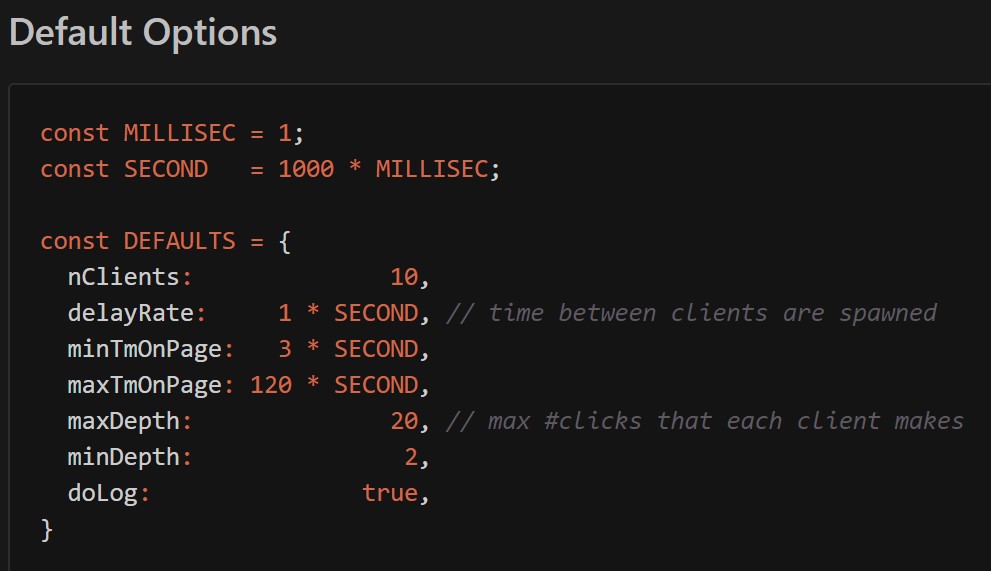 Default Options
const MILLISEC = 1;
const SECOND   = 1000 * MILLISEC;
const DEFAULTS = {
  nClients:              10,
  delayRate:     1 * SECOND, // time between clients are spawned
  minTmOnPage:   3 * SECOND,
  maxTmOnPage: 120 * SECOND,
  maxDepth:              20, // max #clicks that each client makes
  minDepth:               2,
  doLog:               true,
}